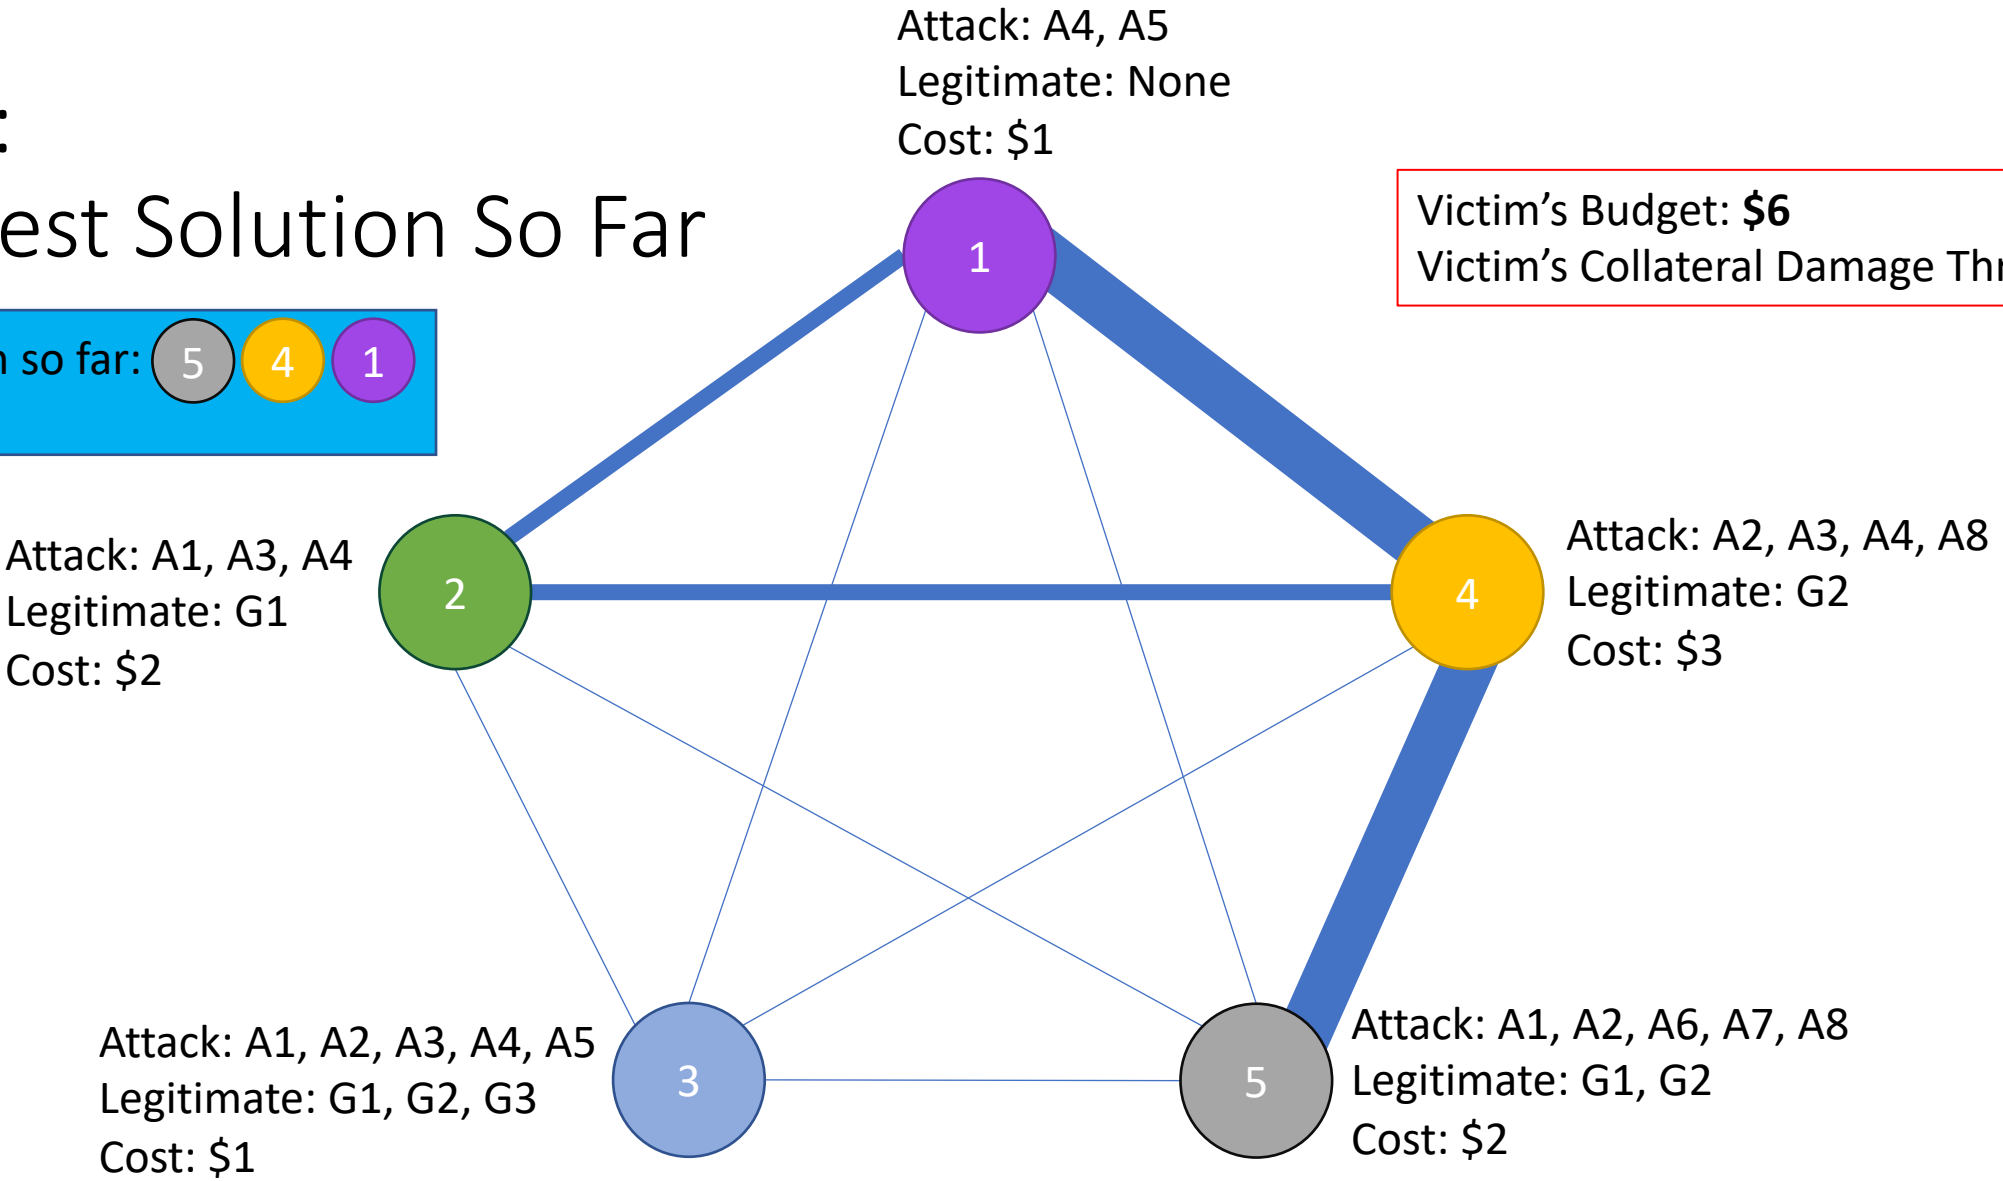 Attack: A4, A5
Legitimate: None
Cost: $1
:
est Solution So Far
Victim's Budget: $6
Victim's Collateral Damage Thr
n so far: 5 4 1
1
2
4
3
5
Attack: A1, A3, A4
Legitimate: G1
Cost: $2
Attack: A2, A3, A4, A8
Legitimate: G2
Cost: $3
Attack: A1, A2, A3, A4, A5
Legitimate: G1, G2, G3
Cost: $1
Attack: A1, A2, A6, A7, A8
Legitimate: G1, G2
Cost: $2